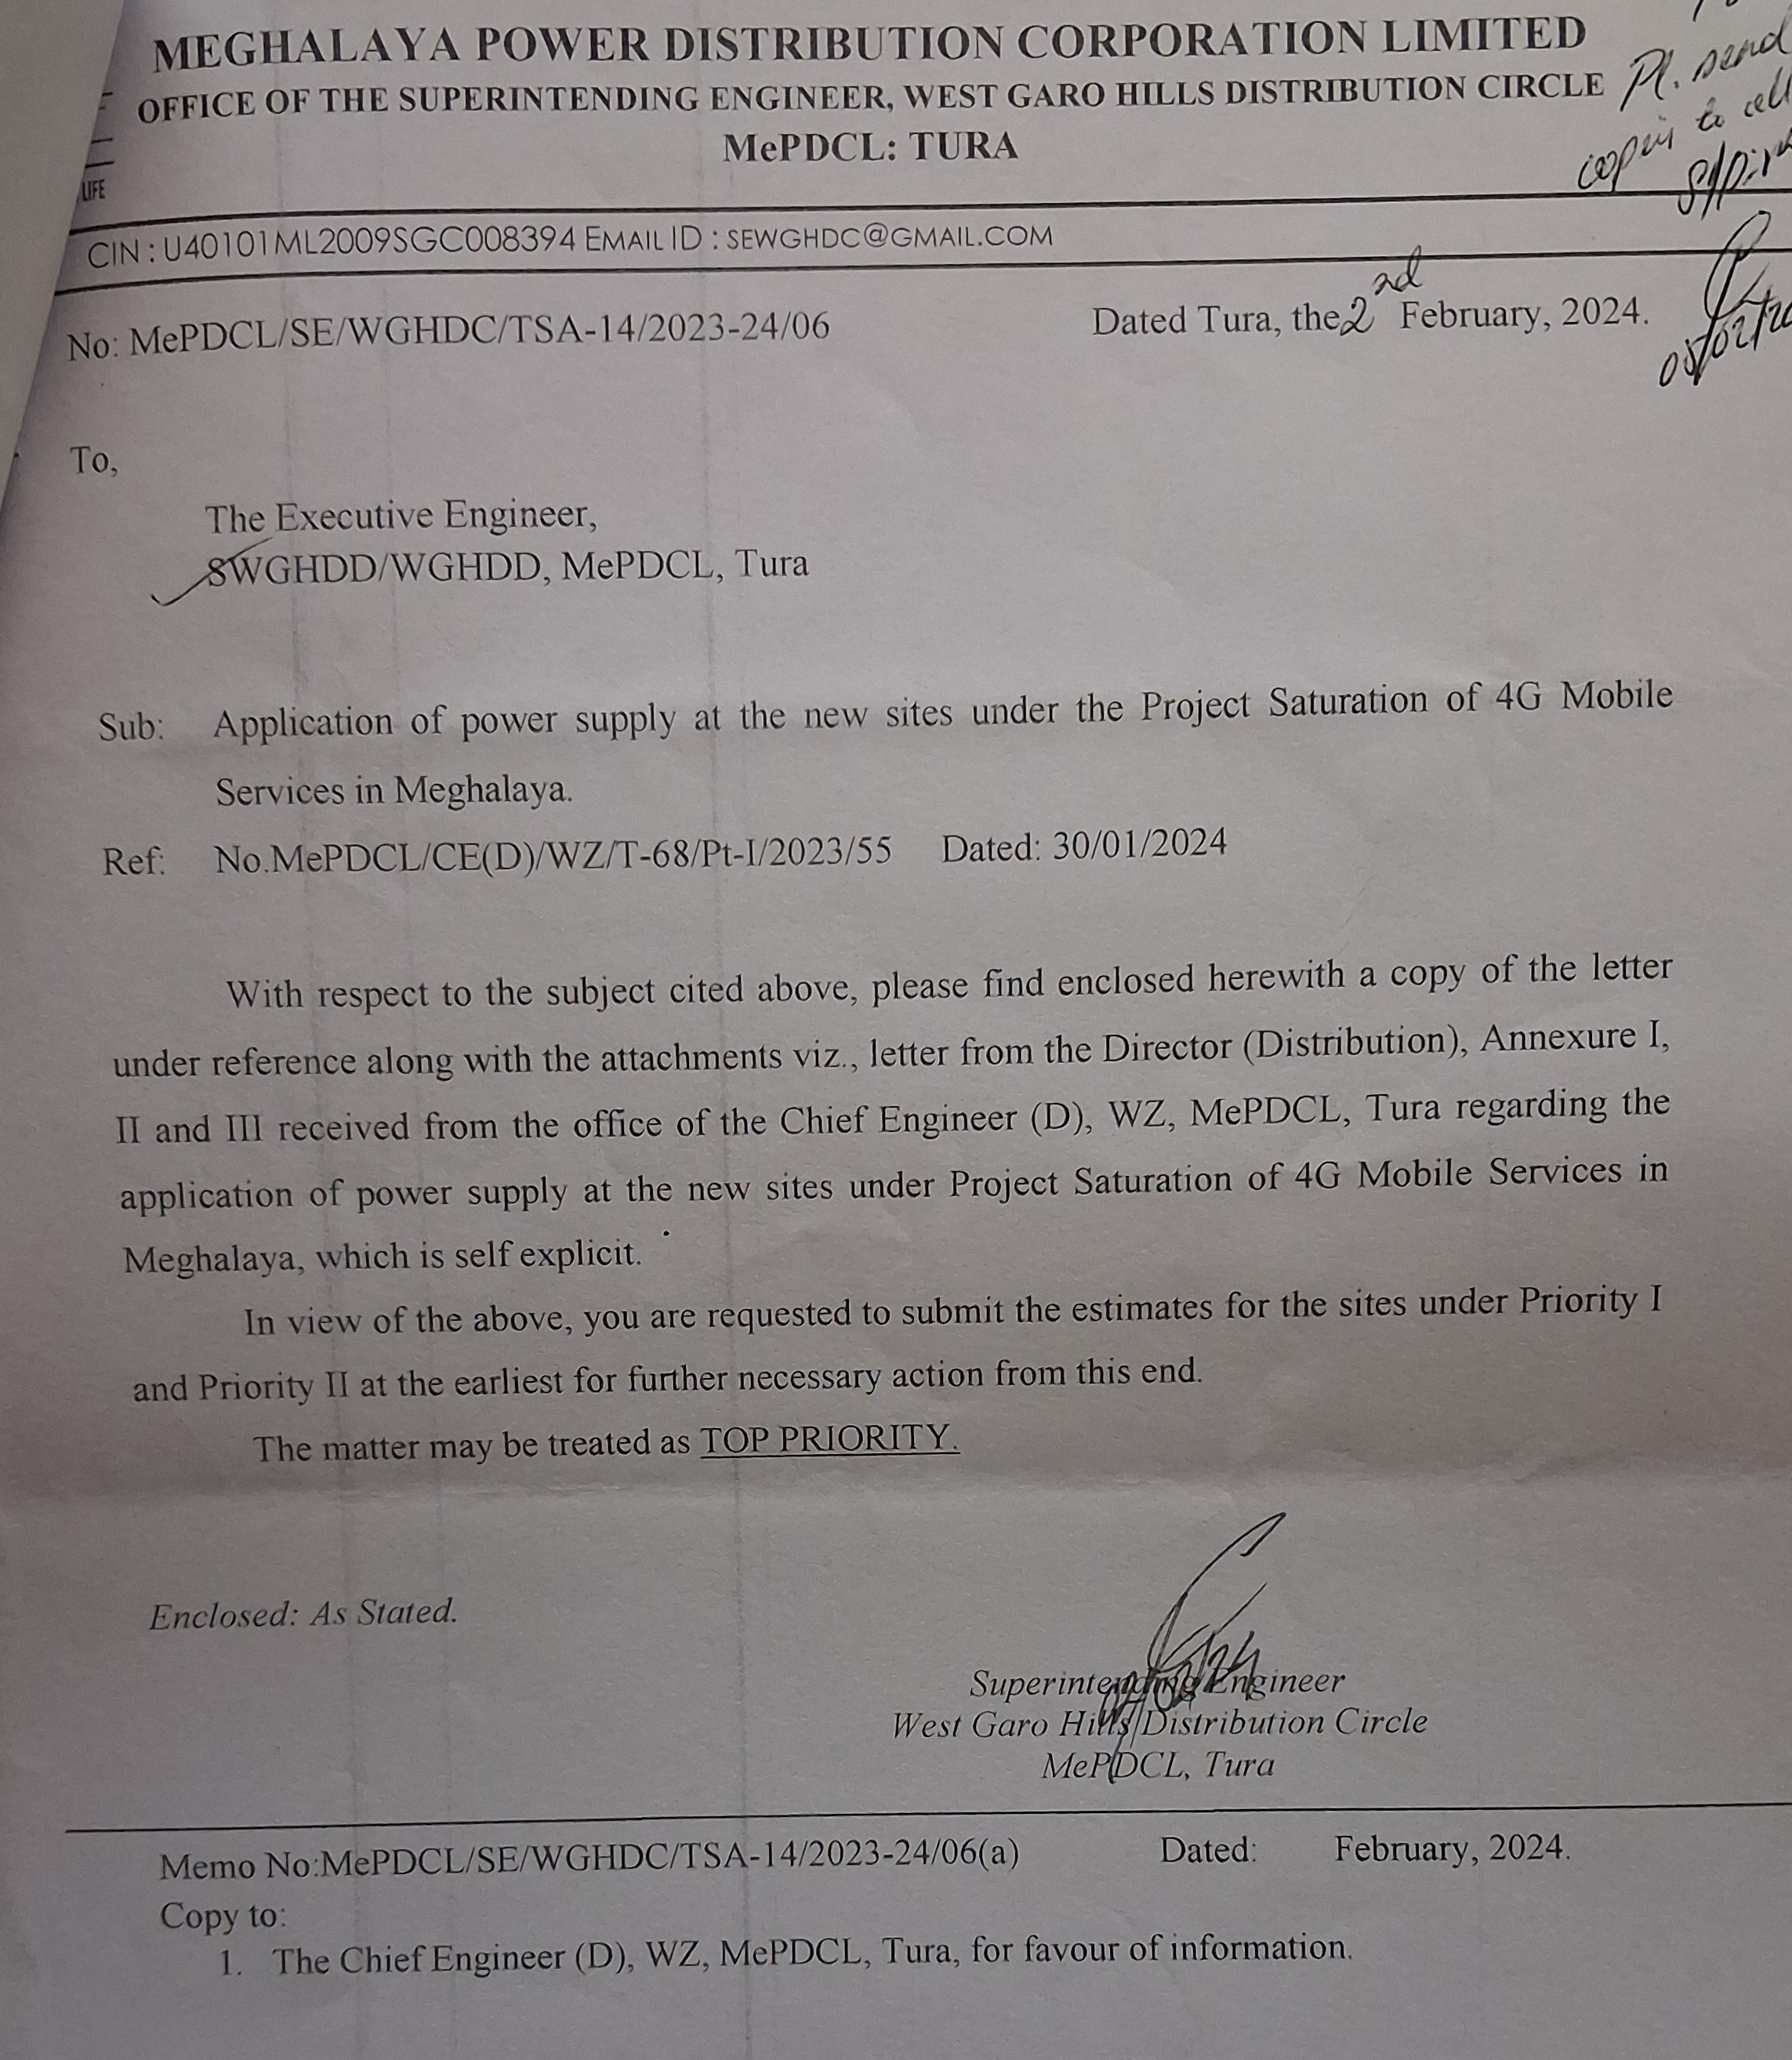 MEGHALAYA POWER DISTRIBUTION CORPORATION LIMITED
OFFICE OF THE SUPERINTENDING ENGINEER, WEST GARO HILLS DISTRIBUTION CIRCLE
MePDCL: TURA
Pl. send
copies to all
LIFE
CIN : U40101ML2009SGC008394 EMAIL ID : SEWGHDC@GMAIL.COM
No: MePDCL/SE/WGHDC/TSA-14/2023-24/06 Dated Tura, the 2nd February, 2024.
To,
The Executive Engineer,
SWGHDD/WGHDD, MePDCL, Tura
Sub: Application of power supply at the new sites under the Project Saturation of 4G Mobile
Services in Meghalaya.
Ref: No.MePDCL/CE(D)/WZ/T-68/Pt-I/2023/55 Dated: 30/01/2024
With respect to the subject cited above, please find enclosed herewith a copy of the letter
under reference along with the attachments viz., letter from the Director (Distribution), Annexure I,
II and III received from the office of the Chief Engineer (D), WZ, MePDCL, Tura regarding the
application of power supply at the new sites under Project Saturation of 4G Mobile Services in
Meghalaya, which is self explicit.
In view of the above, you are requested to submit the estimates for the sites under Priority I
and Priority II at the earliest for further necessary action from this end.
The matter may be treated as TOP PRIORITY.
Enclosed: As Stated.
Superintending Engineer
West Garo Hills Distribution Circle
MePDCL, Tura
Memo No:MePDCL/SE/WGHDC/TSA-14/2023-24/06(a) Dated: February, 2024.
Copy to:
1. The Chief Engineer (D), WZ, MePDCL, Tura, for favour of information.